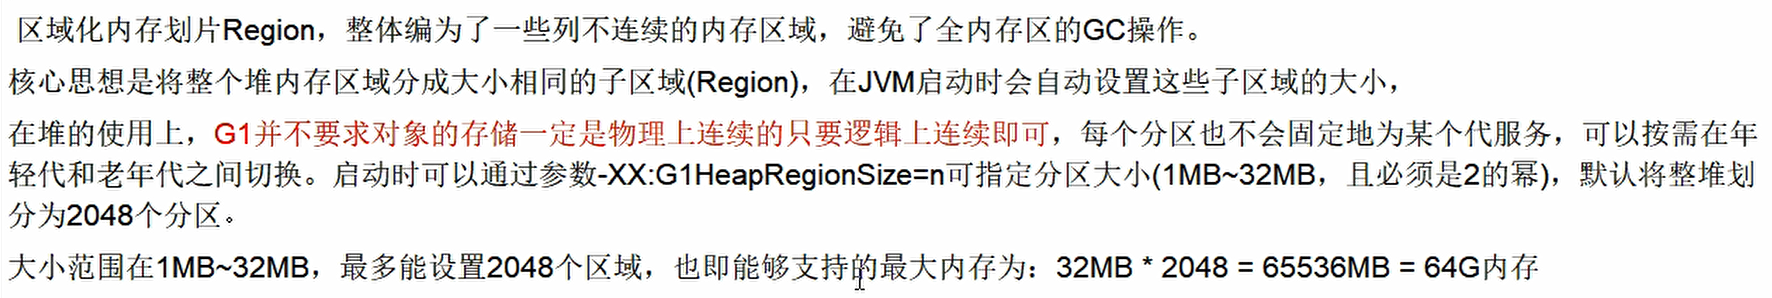 区域化内存划片Region，整体编为了一些列不连续的内存区域，避免了全内存区的GC操作。
核心思想是将整个堆内存区域分成大小相同的子区域(Region)，在JVM启动时会自动设置这些子区域的大小，
在堆的使用上，G1并不要求对象的存储一定是物理上连续的只要逻辑上连续即可，每个分区也不会固定地为某个代服务，可以按需在年
轻代和老年代之间切换。启动时可以通过参数-XX:G1HeapRegionSize=n可指定分区大小(1MB~32MB，且必须是2的幂)，默认将整堆划
分为2048个分区。
大小范围在1MB~32MB，最多能设置2048个区域，也即能够支持的最大内存为：32MB * 2048 = 65536MB = 64G内存